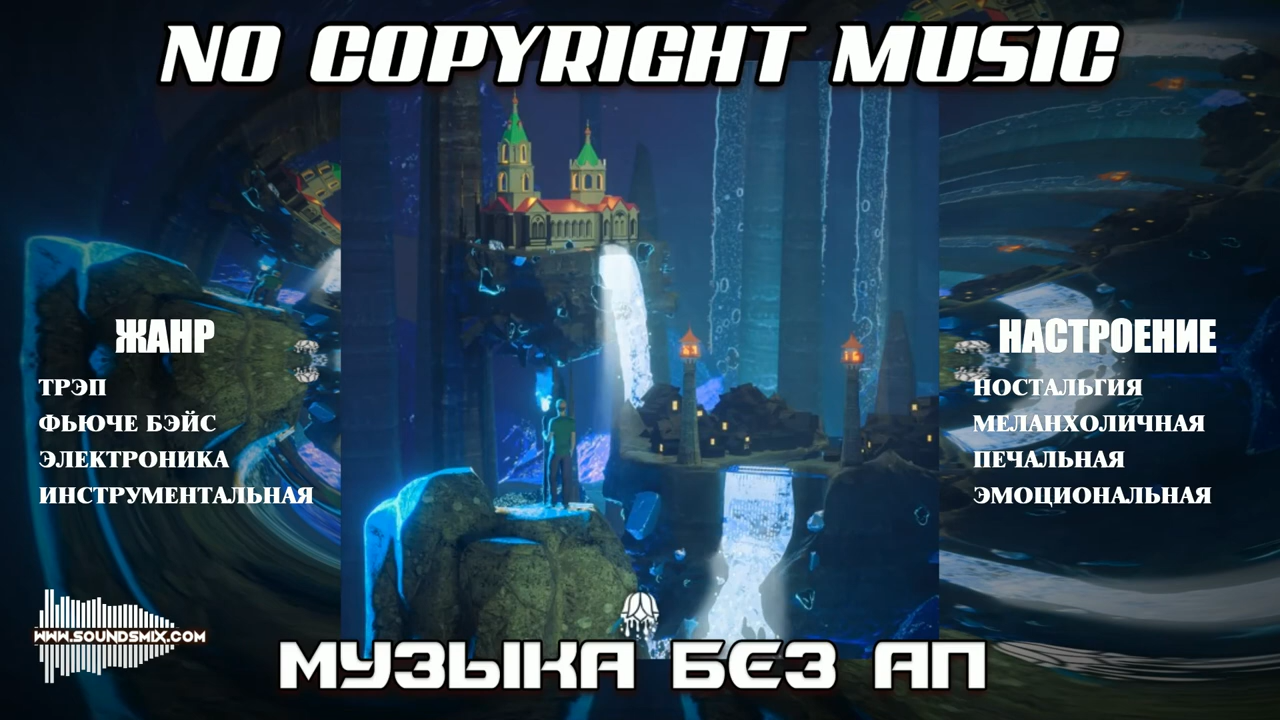 NO COPYRIGHT MUSIC
ЖАНР
ТРЭП
ФЬЮЧЕ БЭЙС
ЭЛЕКТРОНИКА
ИНСТРУМЕНТАЛЬНАЯ
НАСТРОЕНИЕ
НОСТАЛЬГИЯ
МЕЛАНХОЛИЧНАЯ
ПЕЧАЛЬНАЯ
ЭМОЦИОНАЛЬНАЯ
WWW.SOUNDSMIX.COM
МУЗЫКА БЕЗ АП